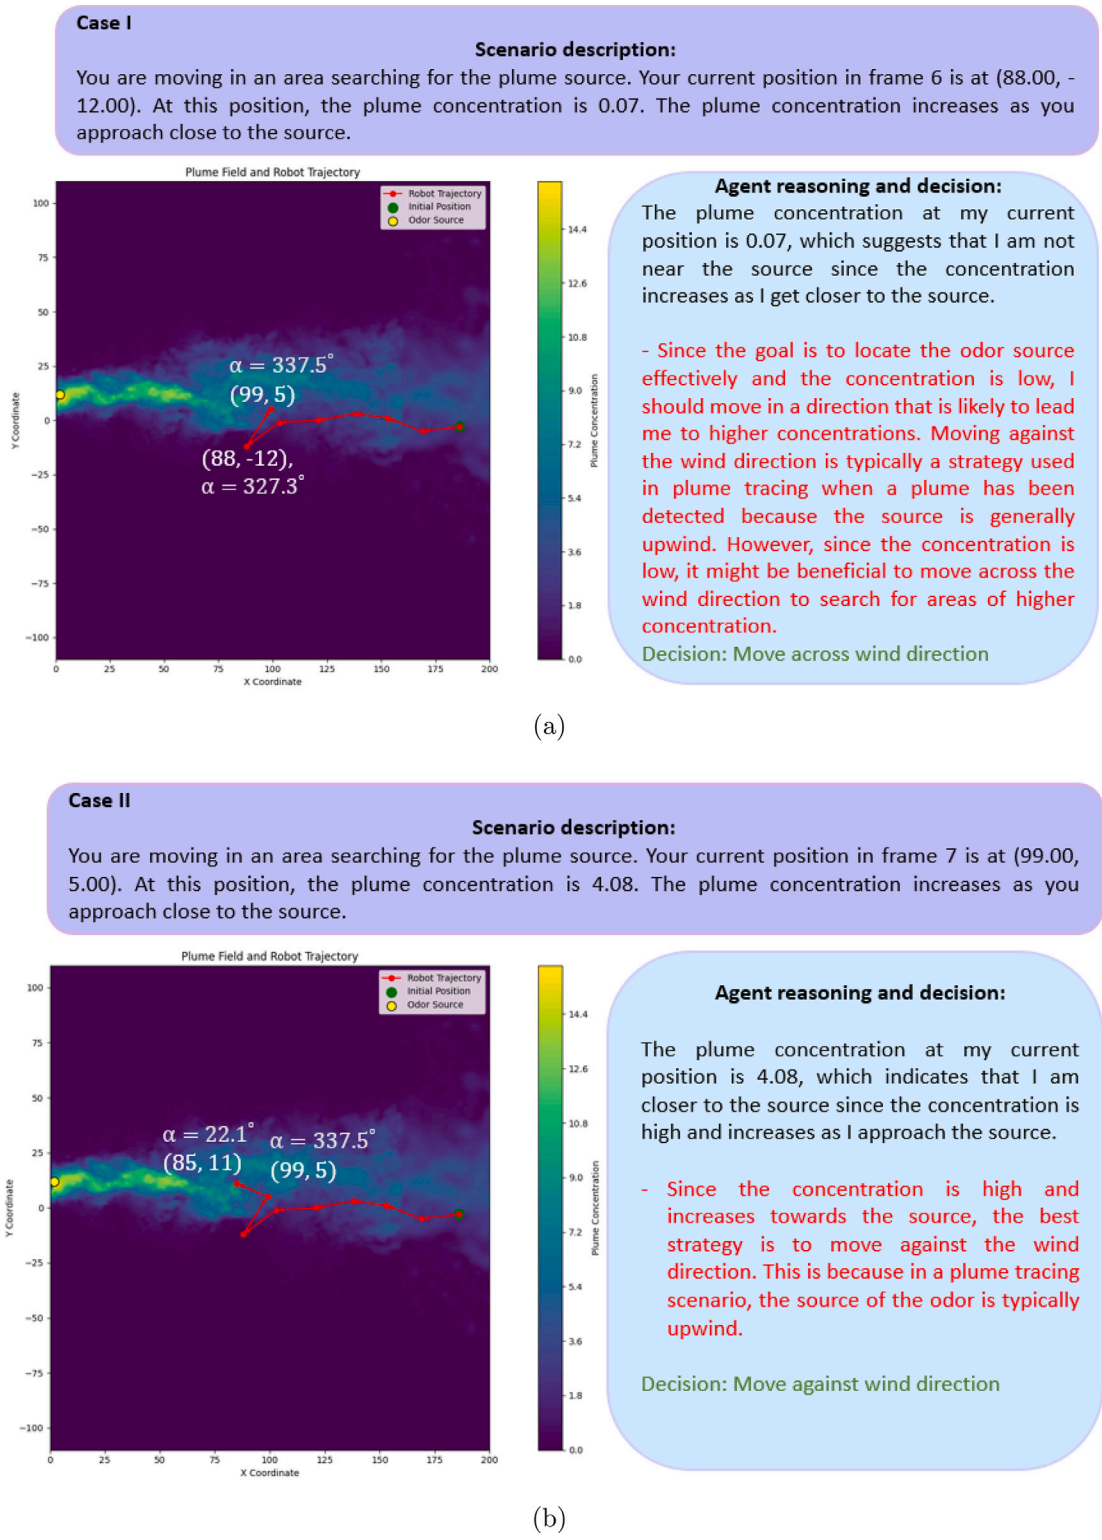 Case I
Scenario description:
You are moving in an area searching for the plume source. Your current position in frame 6 is at (88.00, -
12.00). At this position, the plume concentration is 0.07. The plume concentration increases as you
approach close to the source.
Plume Field and Robot Trajectory
Robot Trajectory
Initial Position
Odor Source
100
75
50
25
0
−25
−50
−75
−100
Y Coordinate
α = 337.5°
(99, 5)
(88, -12),
α = 327.3°
0
25
50
75
100
125
150
175
200
X Coordinate
14.4
12.6
10.8
9.0
7.2
5.4
3.6
1.8
0.0
Plume Concentration
Agent reasoning and decision:
The plume concentration at my current
position is 0.07, which suggests that I am not
near the source since the concentration
increases as I get closer to the source.
- Since the goal is to locate the odor source
effectively and the concentration is low, I
should move in a direction that is likely to lead
me to higher concentrations. Moving against
the wind direction is typically a strategy used
in plume tracing when a plume has been
detected because the source is generally
upwind. However, since the concentration is
low, it might be beneficial to move across the
wind direction to search for areas of higher
concentration.
Decision: Move across wind direction
(a)
Case II
Scenario description:
You are moving in an area searching for the plume source. Your current position in frame 7 is at (99.00,
5.00). At this position, the plume concentration is 4.08. The plume concentration increases as you
approach close to the source.
Plume Field and Robot Trajectory
Robot Trajectory
Initial Position
Odor Source
100
75
50
25
0
−25
−50
−75
−100
Y Coordinate
α = 22.1°
(85, 11)
α = 337.5°
(99, 5)
0
25
50
75
100
125
150
175
200
X Coordinate
14.4
12.6
10.8
9.0
7.2
5.4
3.6
1.8
0.0
Plume Concentration
Agent reasoning and decision:
The plume concentration at my current
position is 4.08, which indicates that I am
closer to the source since the concentration is
high and increases as I approach the source.
- Since the concentration is high and
increases towards the source, the best
strategy is to move against the wind
direction. This is because in a plume tracing
scenario, the source of the odor is typically
upwind.
Decision: Move against wind direction
(b)